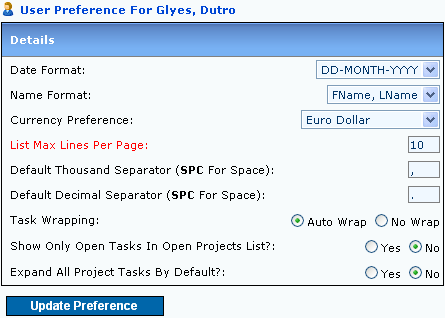 User Preference For Glyes, Dutro
Details
Date Format: DD-MONTH-YYYY
Name Format: FName, LName
Currency Preference: Euro Dollar
List Max Lines Per Page: 10
Default Thousand Separator (SPC For Space): ,
Default Decimal Separator (SPC For Space): .
Task Wrapping: Auto Wrap No Wrap
Show Only Open Tasks In Open Projects List?: Yes No
Expand All Project Tasks By Default?: Yes No
Update Preference